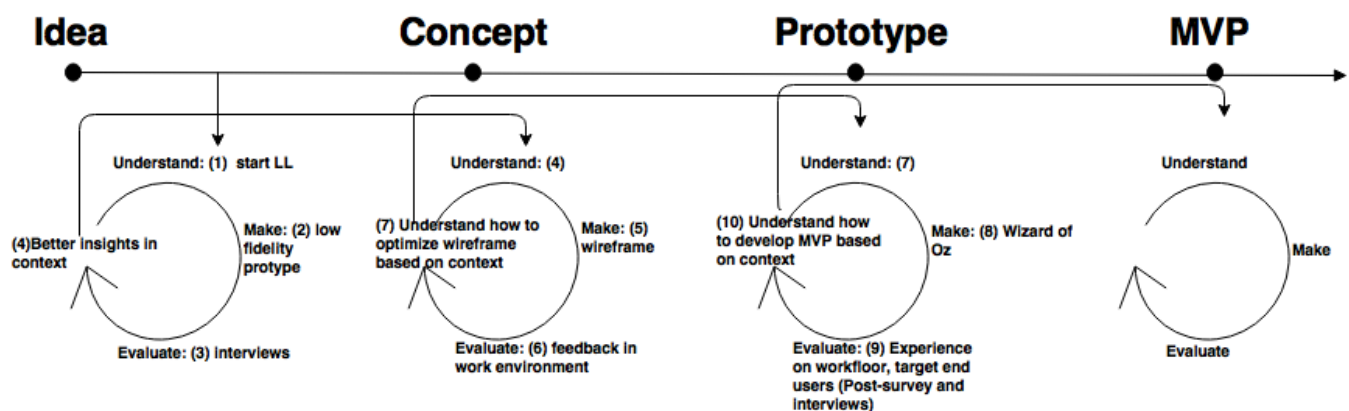 Idea
Concept
Prototype
MVP
Understand: (1) start LL
Make: (2) low
fidelity
protype
Evaluate: (3) interviews
(4)Better insights in
context
Understand: (4)
Make: (5)
wireframe
Evaluate: (6) feedback in
work environment
(7) Understand how to
optimize wireframe
based on context
Understand: (7)
Make: (8) Wizard of
Oz
Evaluate: (9) Experience
on workfloor, target end
users (Post-survey and
interviews)
(10) Understand how
to develop MVP based
on context
Understand
Make
Evaluate